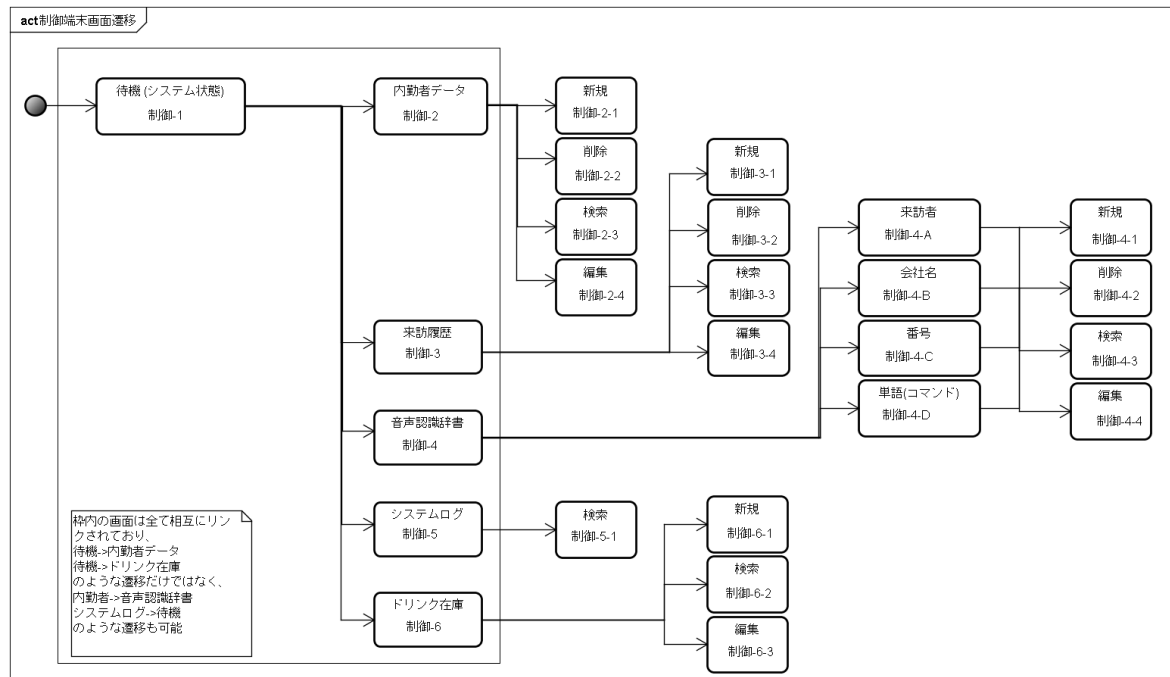 act制御端末画面遷移
待機 (システム状態)
制御-1
内勤者データ
制御-2
新規
制御-2-1
削除
制御-2-2
検索
制御-2-3
編集
制御-2-4
来訪履歴
制御-3
新規
制御-3-1
削除
制御-3-2
検索
制御-3-3
編集
制御-3-4
音声認識辞書
制御-4
来訪者
制御-4-A
会社名
制御-4-B
番号
制御-4-C
単語(コマンド)
制御-4-D
新規
制御-4-1
削除
制御-4-2
検索
制御-4-3
編集
制御-4-4
システムログ
制御-5
検索
制御-5-1
ドリンク在庫
制御-6
新規
制御-6-1
検索
制御-6-2
編集
制御-6-3
枠内の画面は全て相互にリン
クされており、
待機->内勤者データ
待機->ドリンク在庫
のような遷移だけではなく、
内勤者->音声認識辞書
システムログ->待機
のような遷移も可能